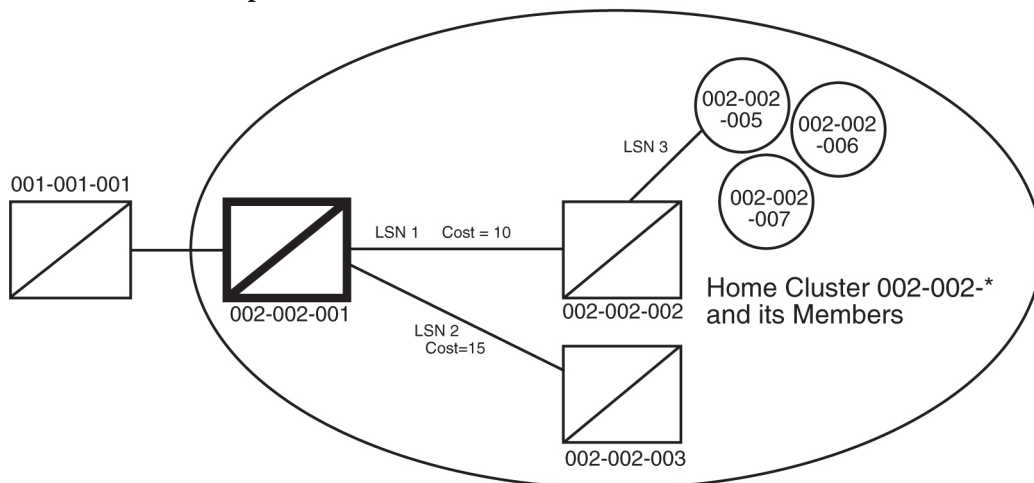 002-002
-005
002-002
-006
LSN 3
001-001-001
002-002
-007
LSN 1 Cost = 10
Home Cluster 002-002-*
and its Members
002-002-001
002-002-002
LSN 2
Cost=15
002-002-003